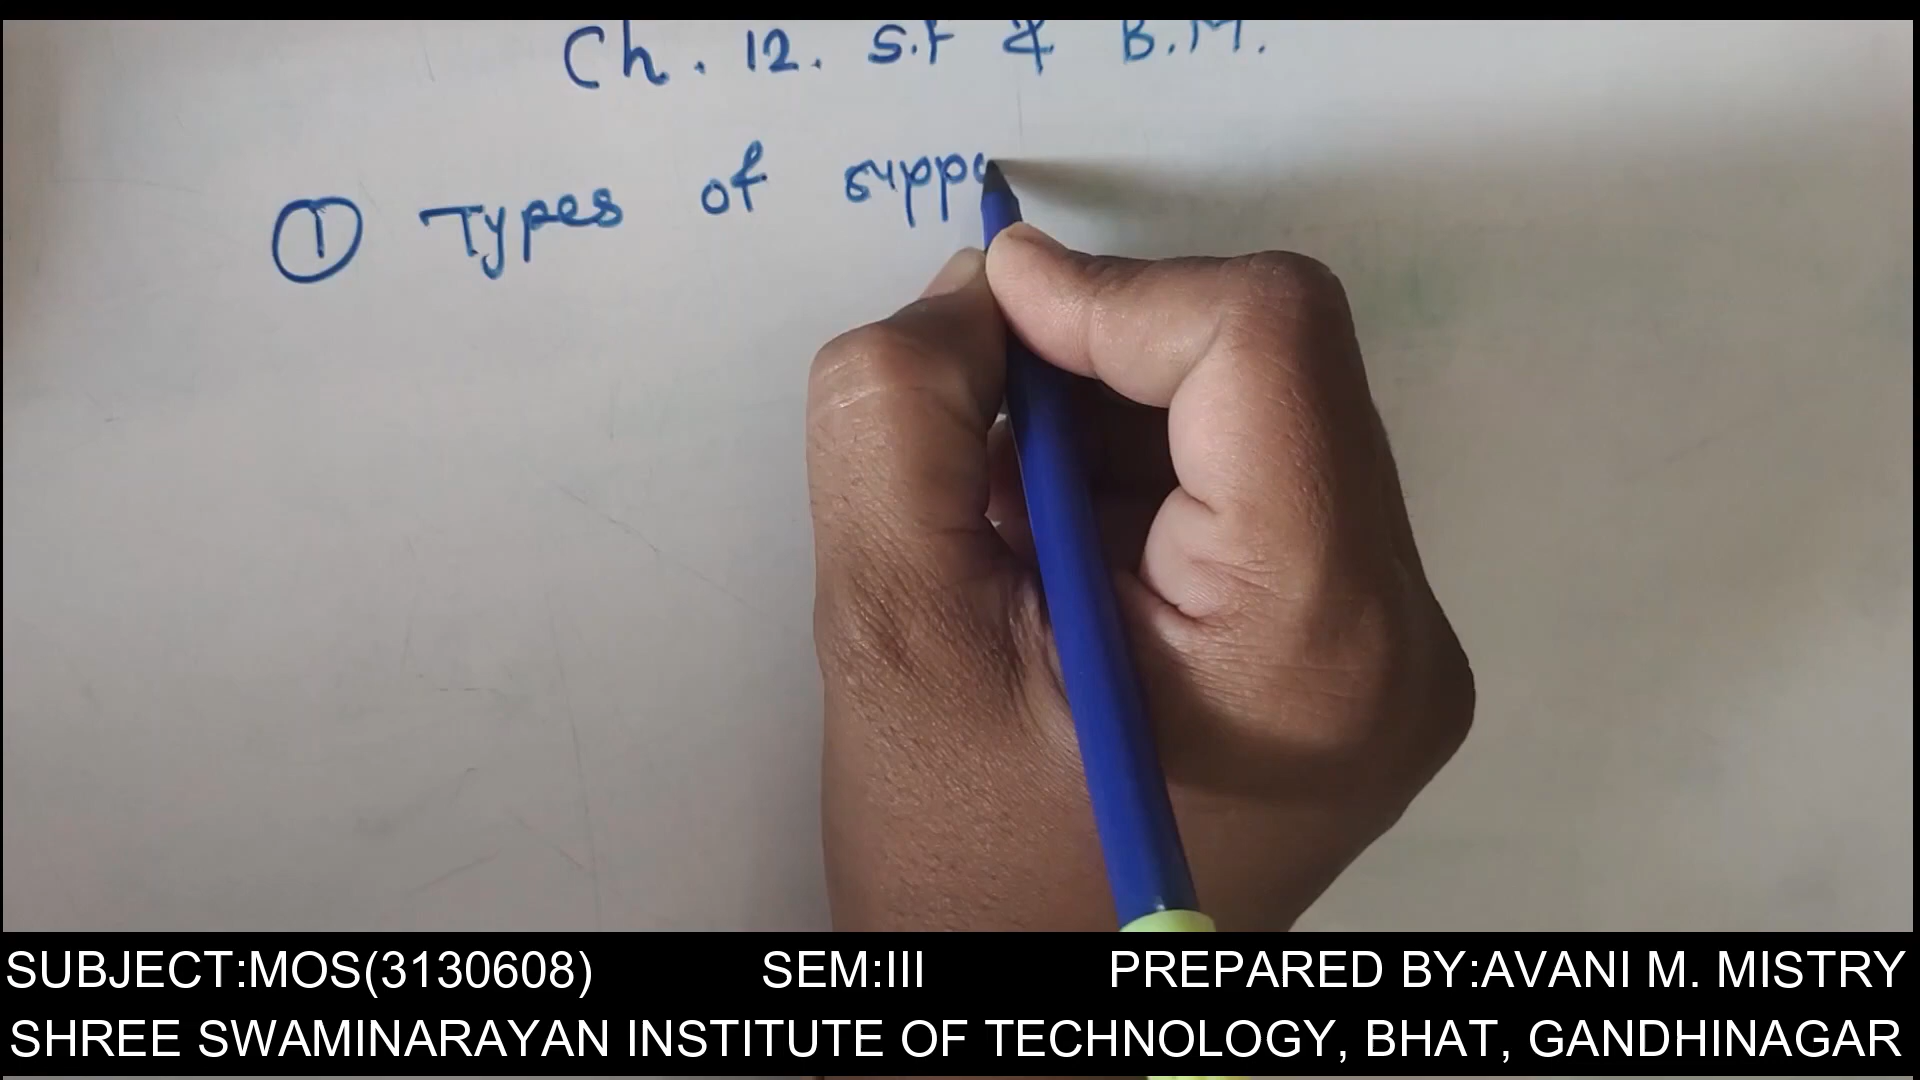 Ch. 12. S.F & B.M.
① Types of suppo
SUBJECT:MOS(3130608) SEM:III PREPARED BY:AVANI M. MISTRY
SHREE SWAMINARAYAN INSTITUTE OF TECHNOLOGY, BHAT, GANDHINAGAR